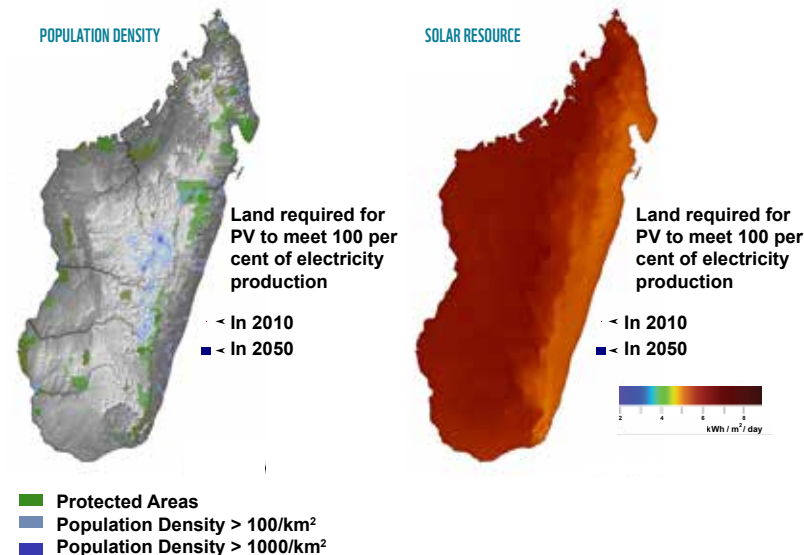 POPULATION DENSITY
Land required for
PV to meet 100 per
cent of electricity
production
< In 2010
< In 2050
Protected Areas
Population Density > 100/km²
Population Density > 1000/km²
SOLAR RESOURCE
Land required for
PV to meet 100 per
cent of electricity
production
< In 2010
< In 2050
2 4 6 8
kWh / m² / day